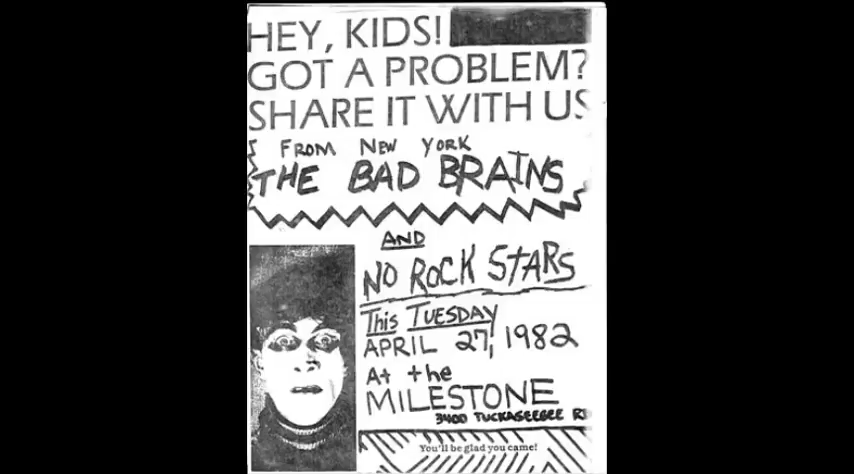 HEY, KIDS!
GOT A PROBLEM?
SHARE IT WITH US
FROM NEW YORK
THE BAD BRAINS
AND
NO ROCK STARS
This TUESDAY
APRIL 27, 1982
At the
MILESTONE
3400 TUCKASEEGEE RD
You'll be glad you came!